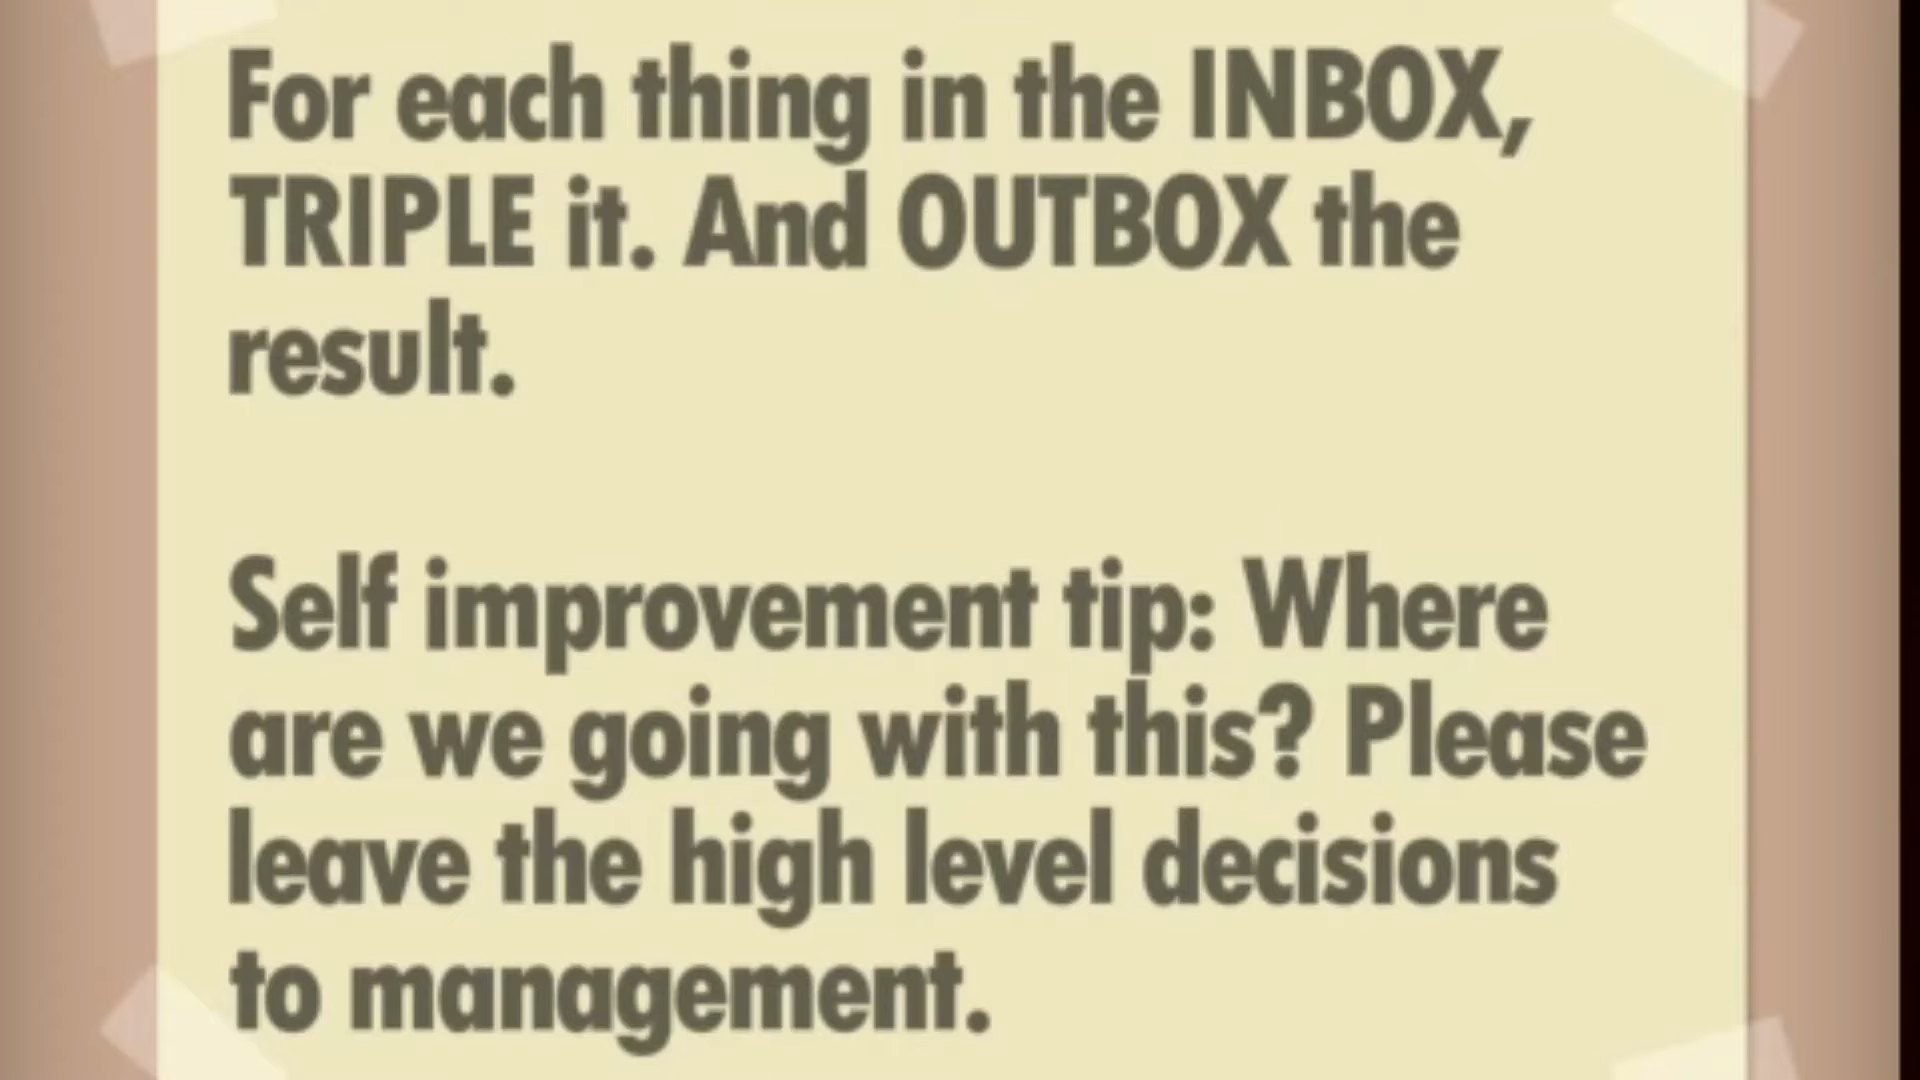 For each thing in the INBOX,
TRIPLE it. And OUTBOX the
result.
Self improvement tip: Where
are we going with this? Please
leave the high level decisions
to management.